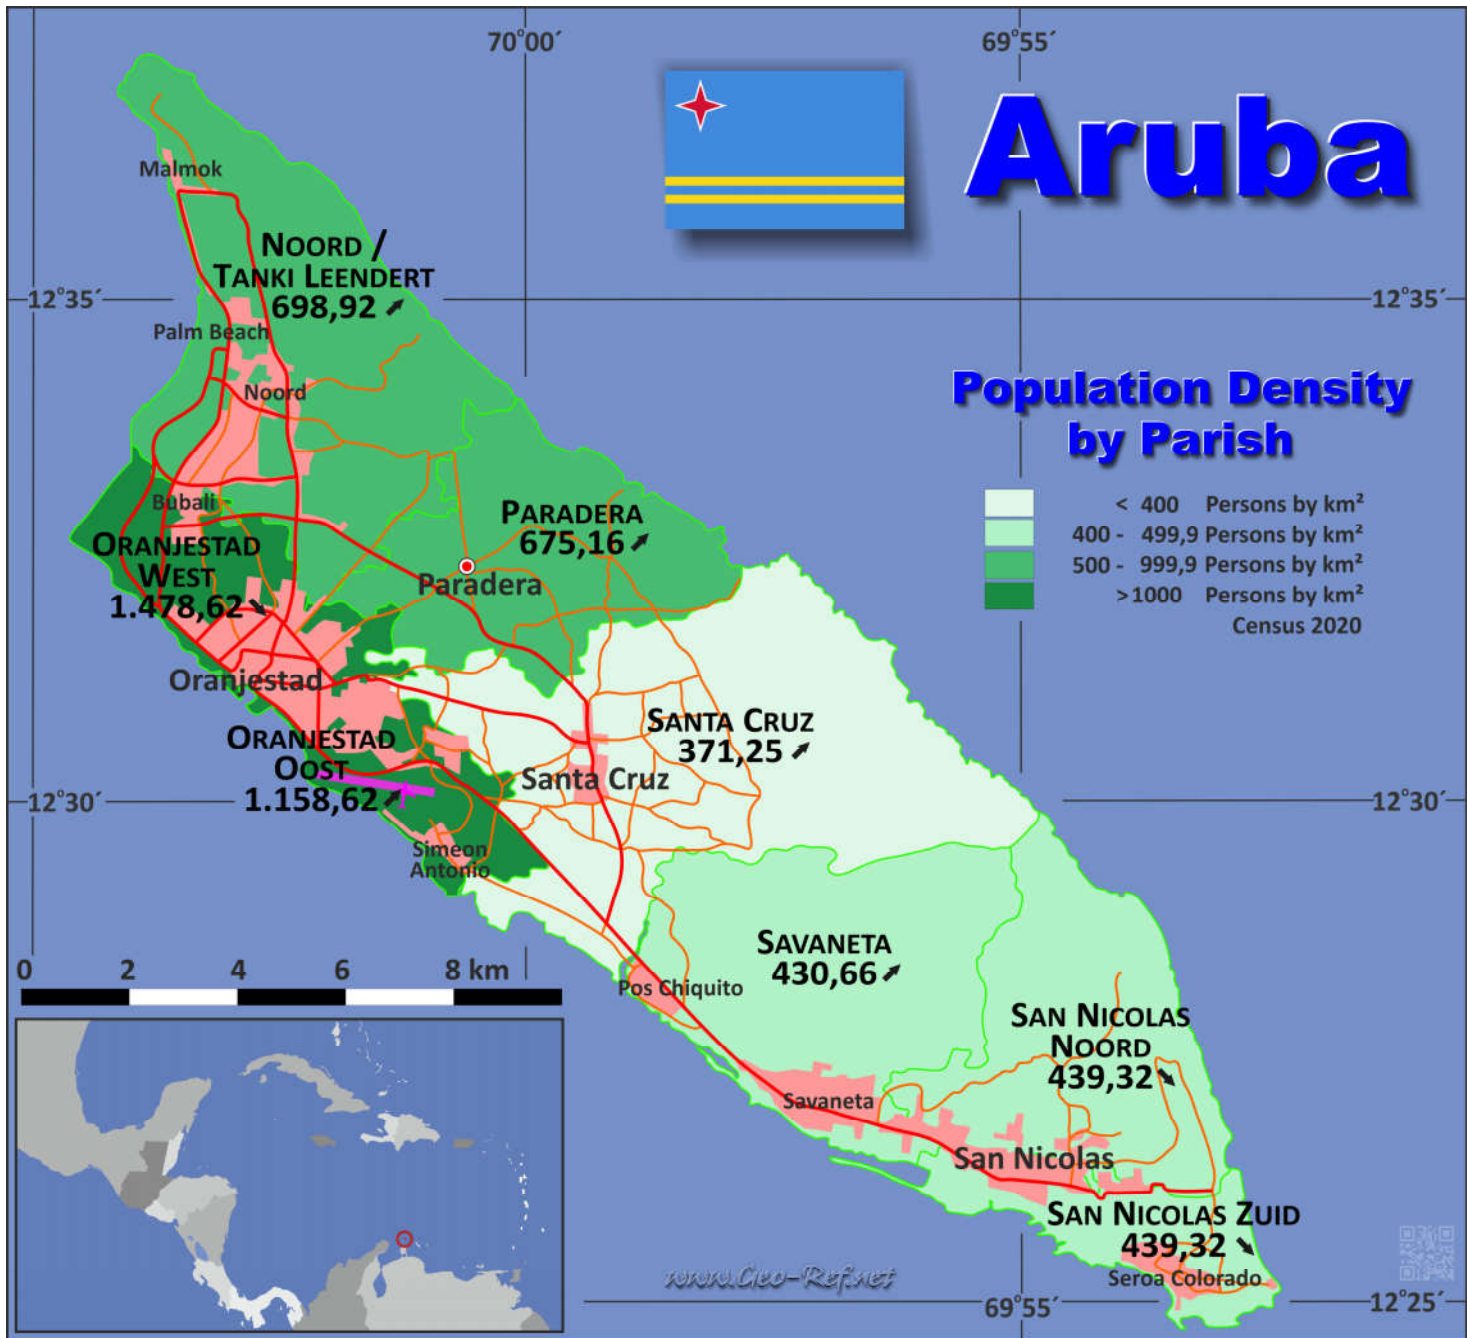 70°00´
69°55´
Aruba
Malmok
NOORD /
TANKI LEENDERT
698,92
12°35´
12°35´
Palm Beach
Noord
Population Density
by Parish
< 400 Persons by km²
400 - 499,9 Persons by km²
500 - 999,9 Persons by km²
>1000 Persons by km²
Census 2020
Bubali
PARADERA
675,16
Paradera
ORANJESTAD
WEST
1.478,62
Oranjestad
SANTA CRUZ
371,25
Santa Cruz
ORANJESTAD
OOST
1.158,62
12°30´
12°30´
Simeon
Antonio
SAVANETA
430,66
Pos Chiquito
0 2 4 6 8 km
SAN NICOLAS
NOORD
439,32
Savaneta
San Nicolas
SAN NICOLAS ZUID
439,32
Seroa Colorado
www.Geo-Ref.net
69°55´
12°25´